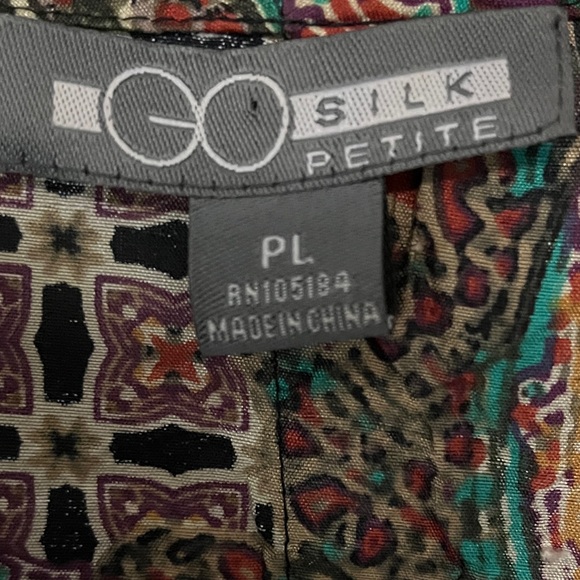 GO SILK
PETITE
PL
RN105184
MADE IN CHINA